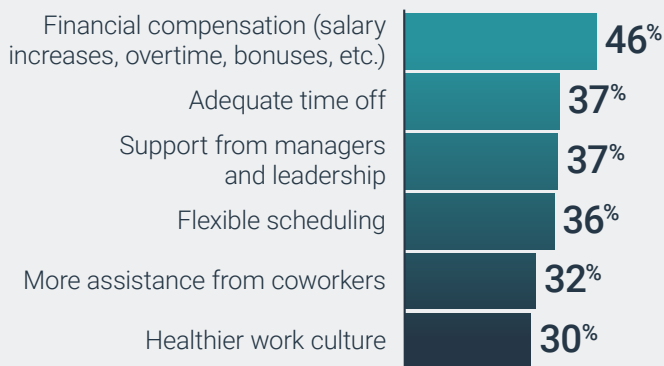 Financial compensation (salary
increases, overtime, bonuses, etc.) 46%
Adequate time off 37%
Support from managers
and leadership 37%
Flexible scheduling 36%
More assistance from coworkers 32%
Healthier work culture 30%